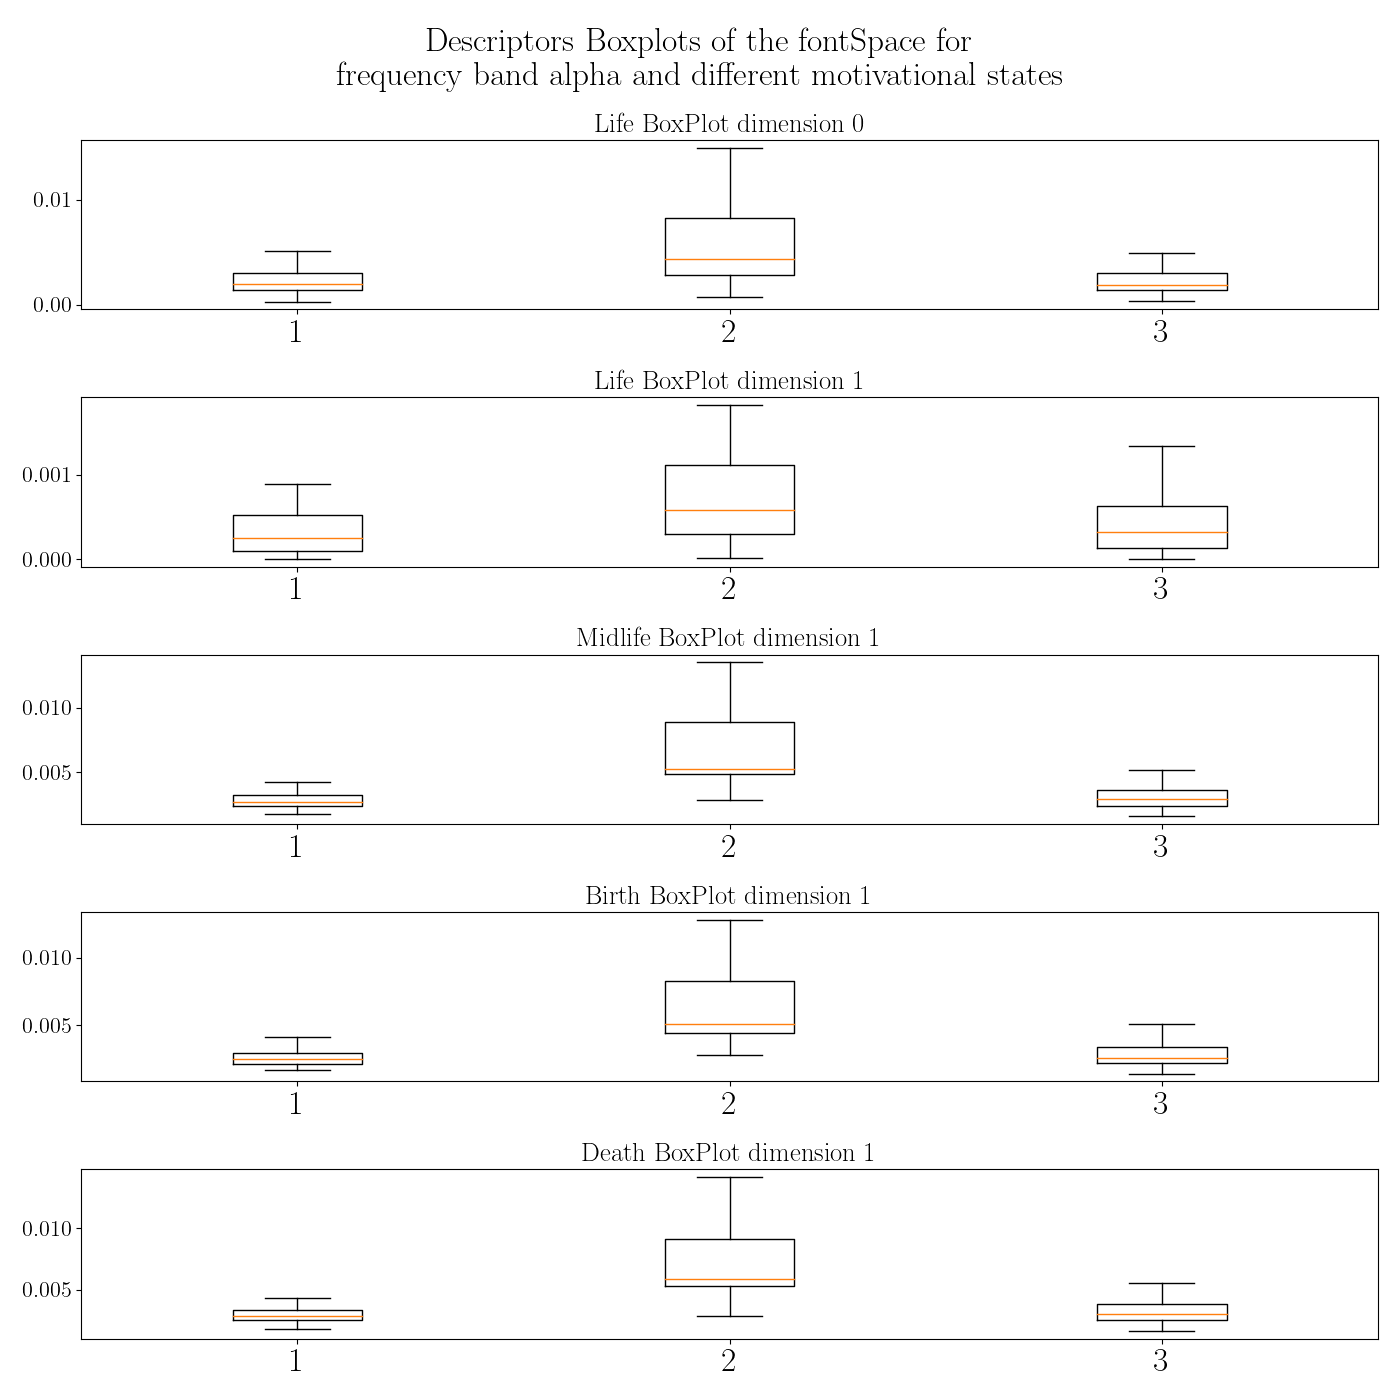 Descriptors Boxplots of the fontSpace for
frequency band alpha and different motivational states
Life BoxPlot dimension 0
0.01
0.00
1 2 3
Life BoxPlot dimension 1
0.001
0.000
1 2 3
Midlife BoxPlot dimension 1
0.010
0.005
1 2 3
Birth BoxPlot dimension 1
0.010
0.005
1 2 3
Death BoxPlot dimension 1
0.010
0.005
1 2 3